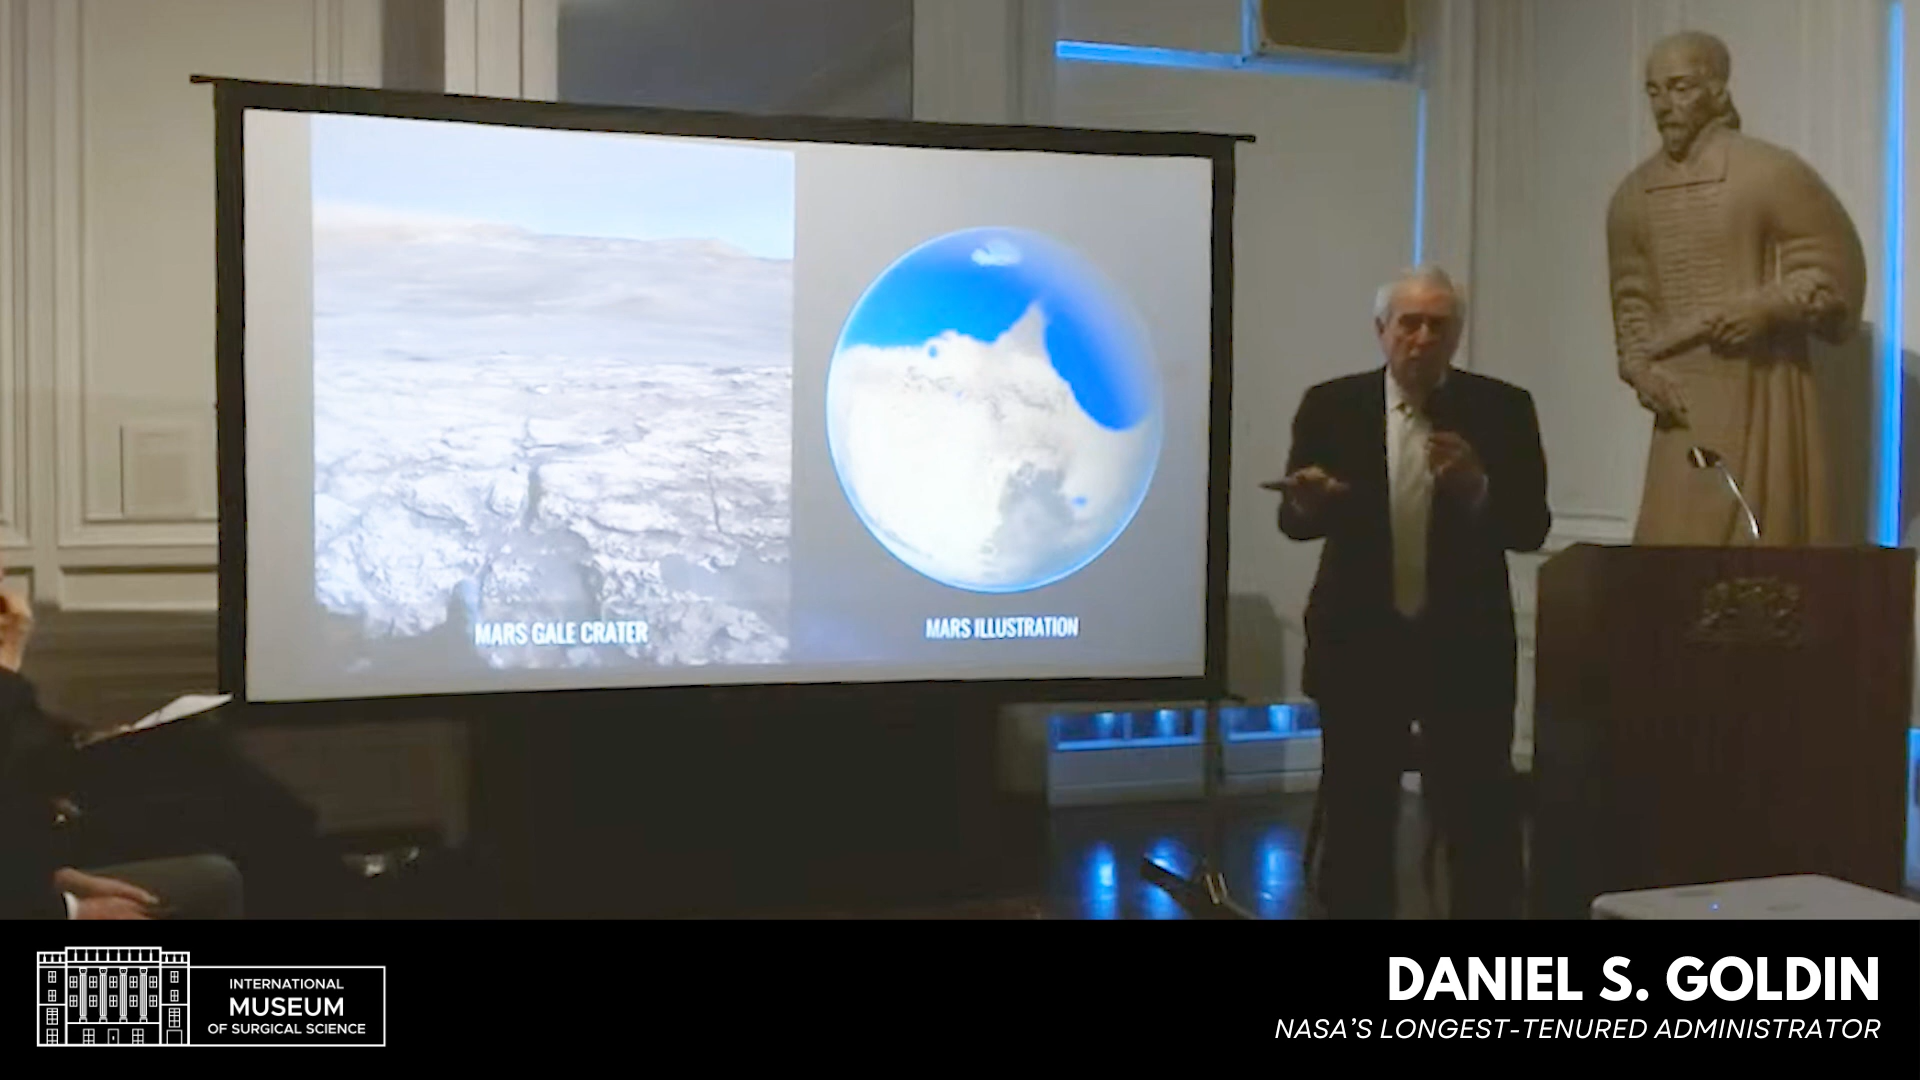 MARS GALE CRATER
MARS ILLUSTRATION
INTERNATIONAL
MUSEUM
OF SURGICAL SCIENCE
DANIEL S. GOLDIN
NASA'S LONGEST-TENURED ADMINISTRATOR